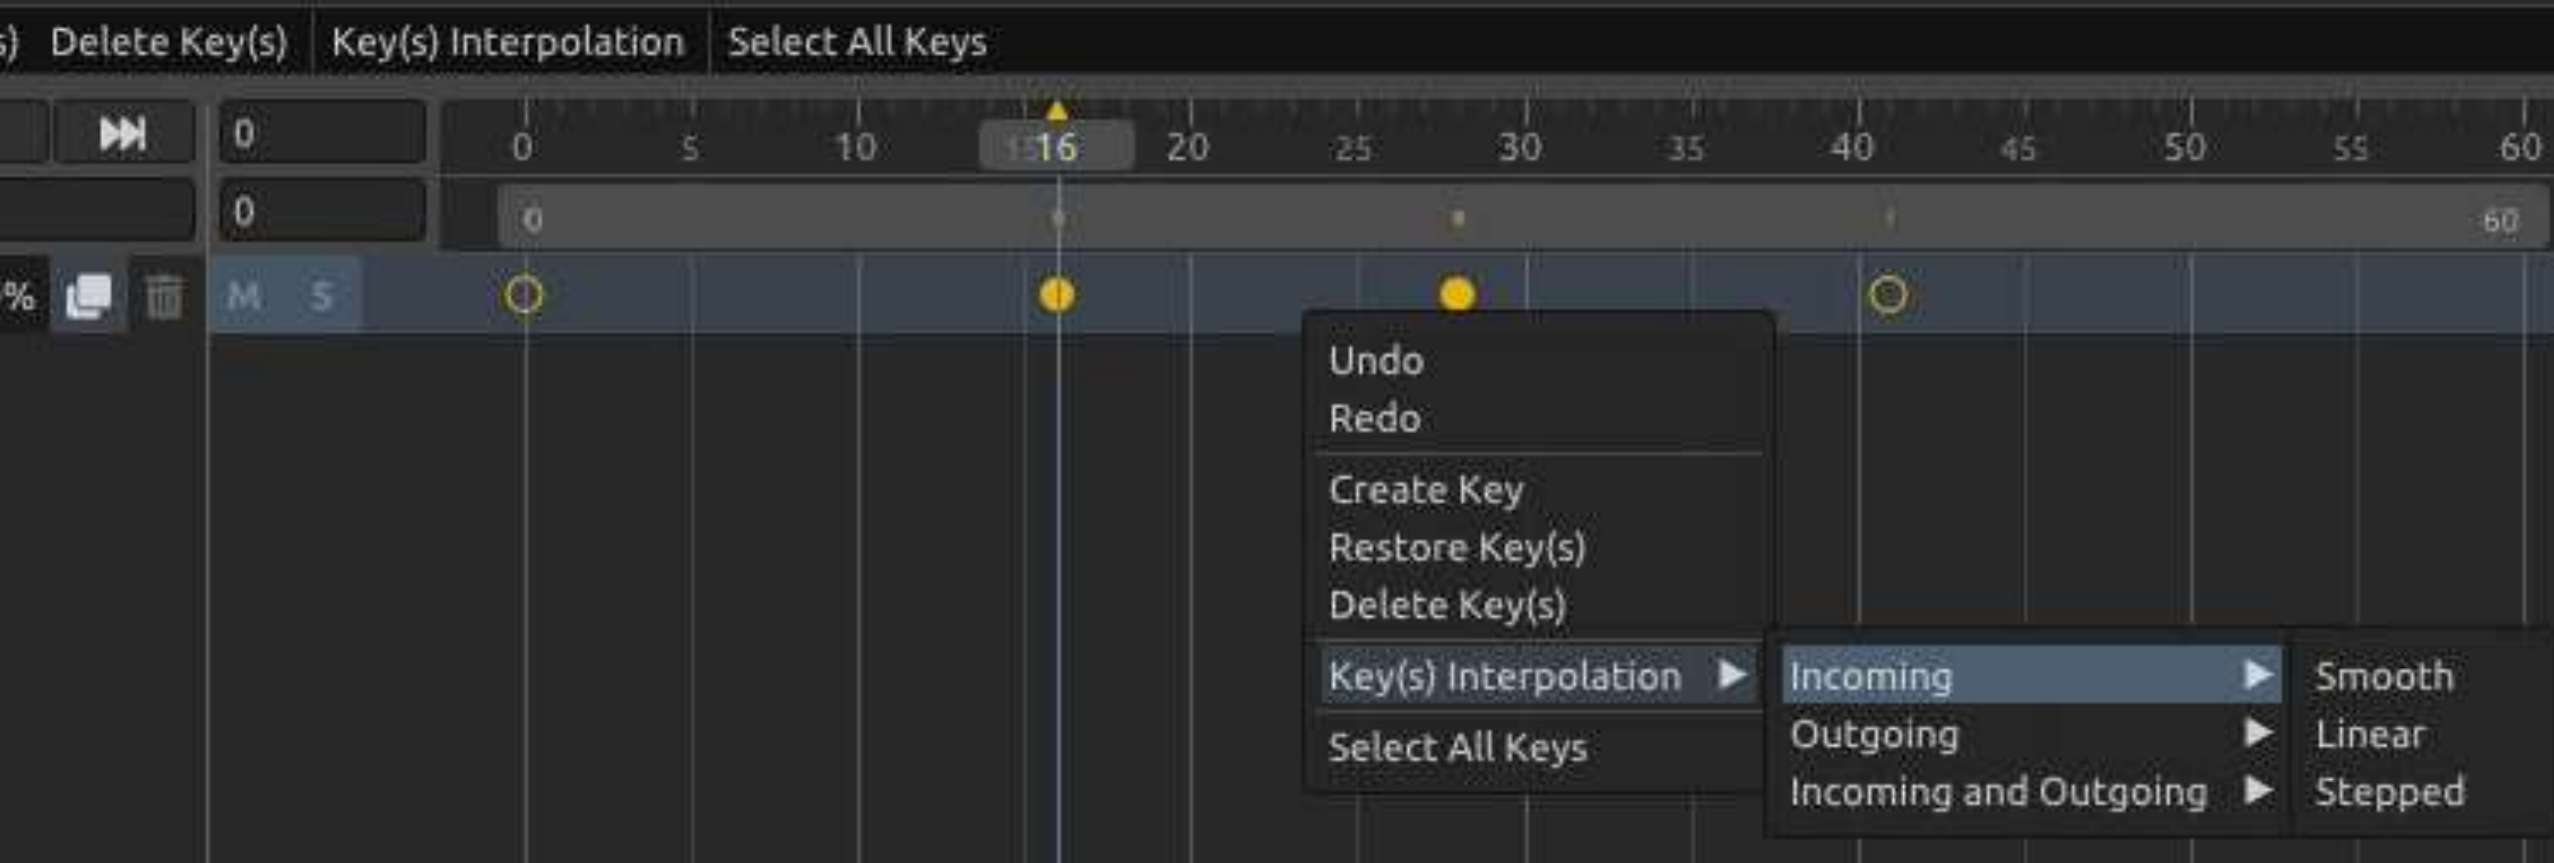 s) Delete Key(s) Key(s) Interpolation Select All Keys
0 0 5 10 16 20 25 30 35 40 45 50 55 60
0 0 60
% M S
Undo
Redo
Create Key
Restore Key(s)
Delete Key(s)
Key(s) Interpolation Incoming Smooth
Outgoing Linear
Select All Keys
Incoming and Outgoing Stepped